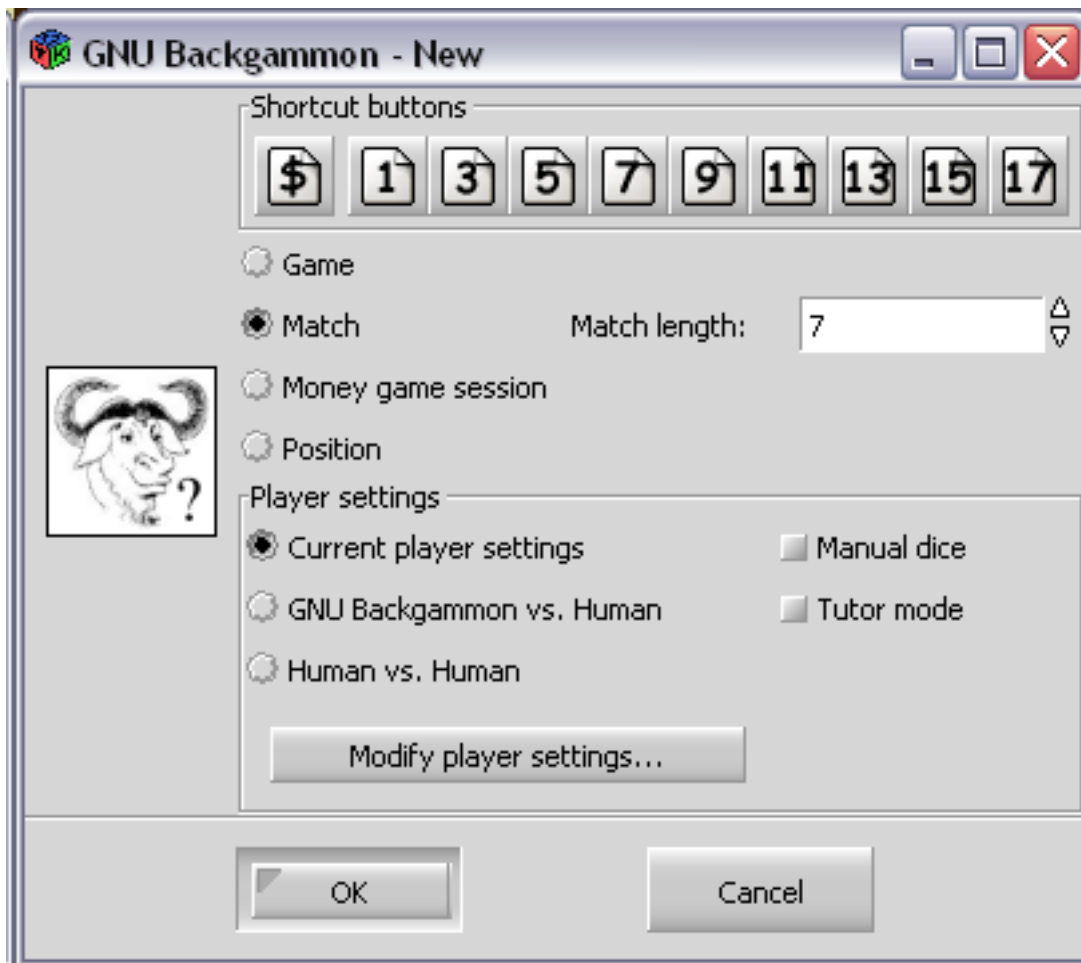 GNU Backgammon - New
Shortcut buttons
$ 1 3 5 7 9 11 13 15 17
Game
Match Match length: 7
Money game session
Position
?
Player settings
Current player settings Manual dice
GNU Backgammon vs. Human Tutor mode
Human vs. Human
Modify player settings...
OK Cancel